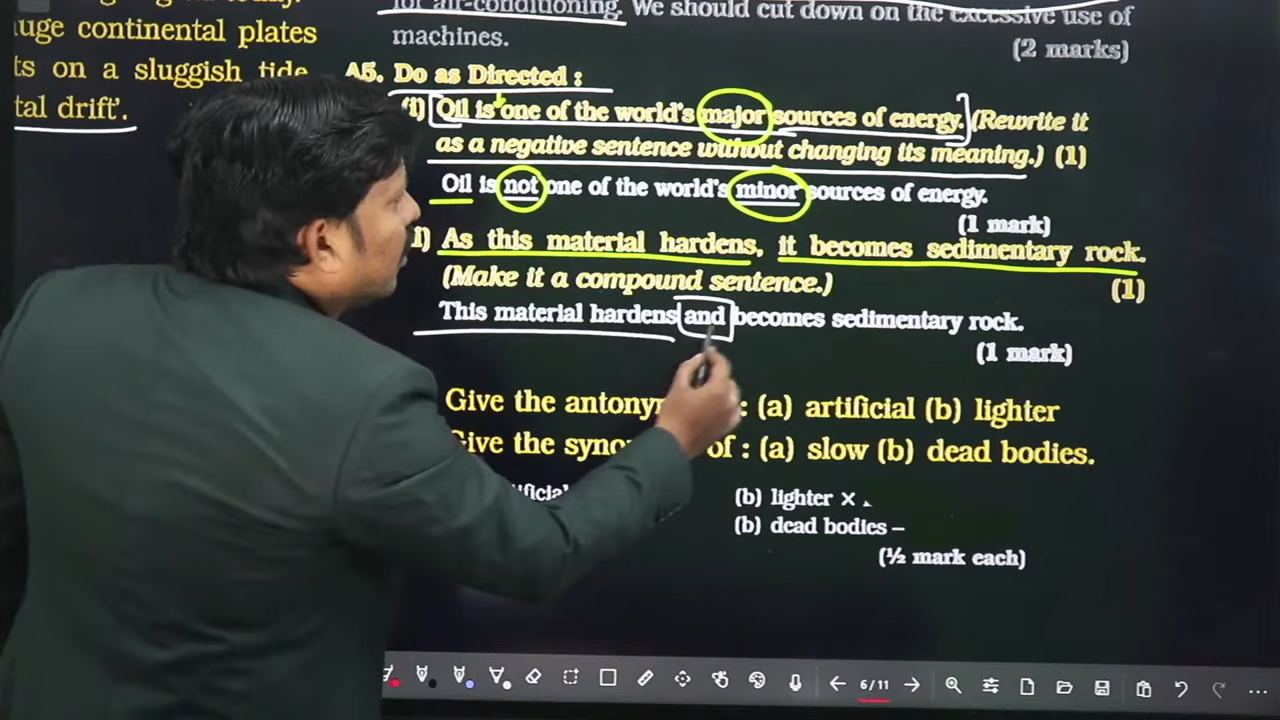 for air-conditioning. We should cut down on the excessive use of
machines.
(2 marks)
uge continental plates
ts on a sluggish tide
tal drift'.
A5. Do as Directed :
(i) Oil is one of the world's major sources of energy. (Rewrite it
as a negative sentence without changing its meaning.) (1)
Oil is not one of the world's minor sources of energy.
(1 mark)
i) As this material hardens, it becomes sedimentary rock.
(Make it a compound sentence.) (1)
This material hardens and becomes sedimentary rock.
(1 mark)
Give the antony : (a) artificial (b) lighter
Give the syno of : (a) slow (b) dead bodies.
ificial (b) lighter ×
(b) dead bodies –
(½ mark each)
6/11